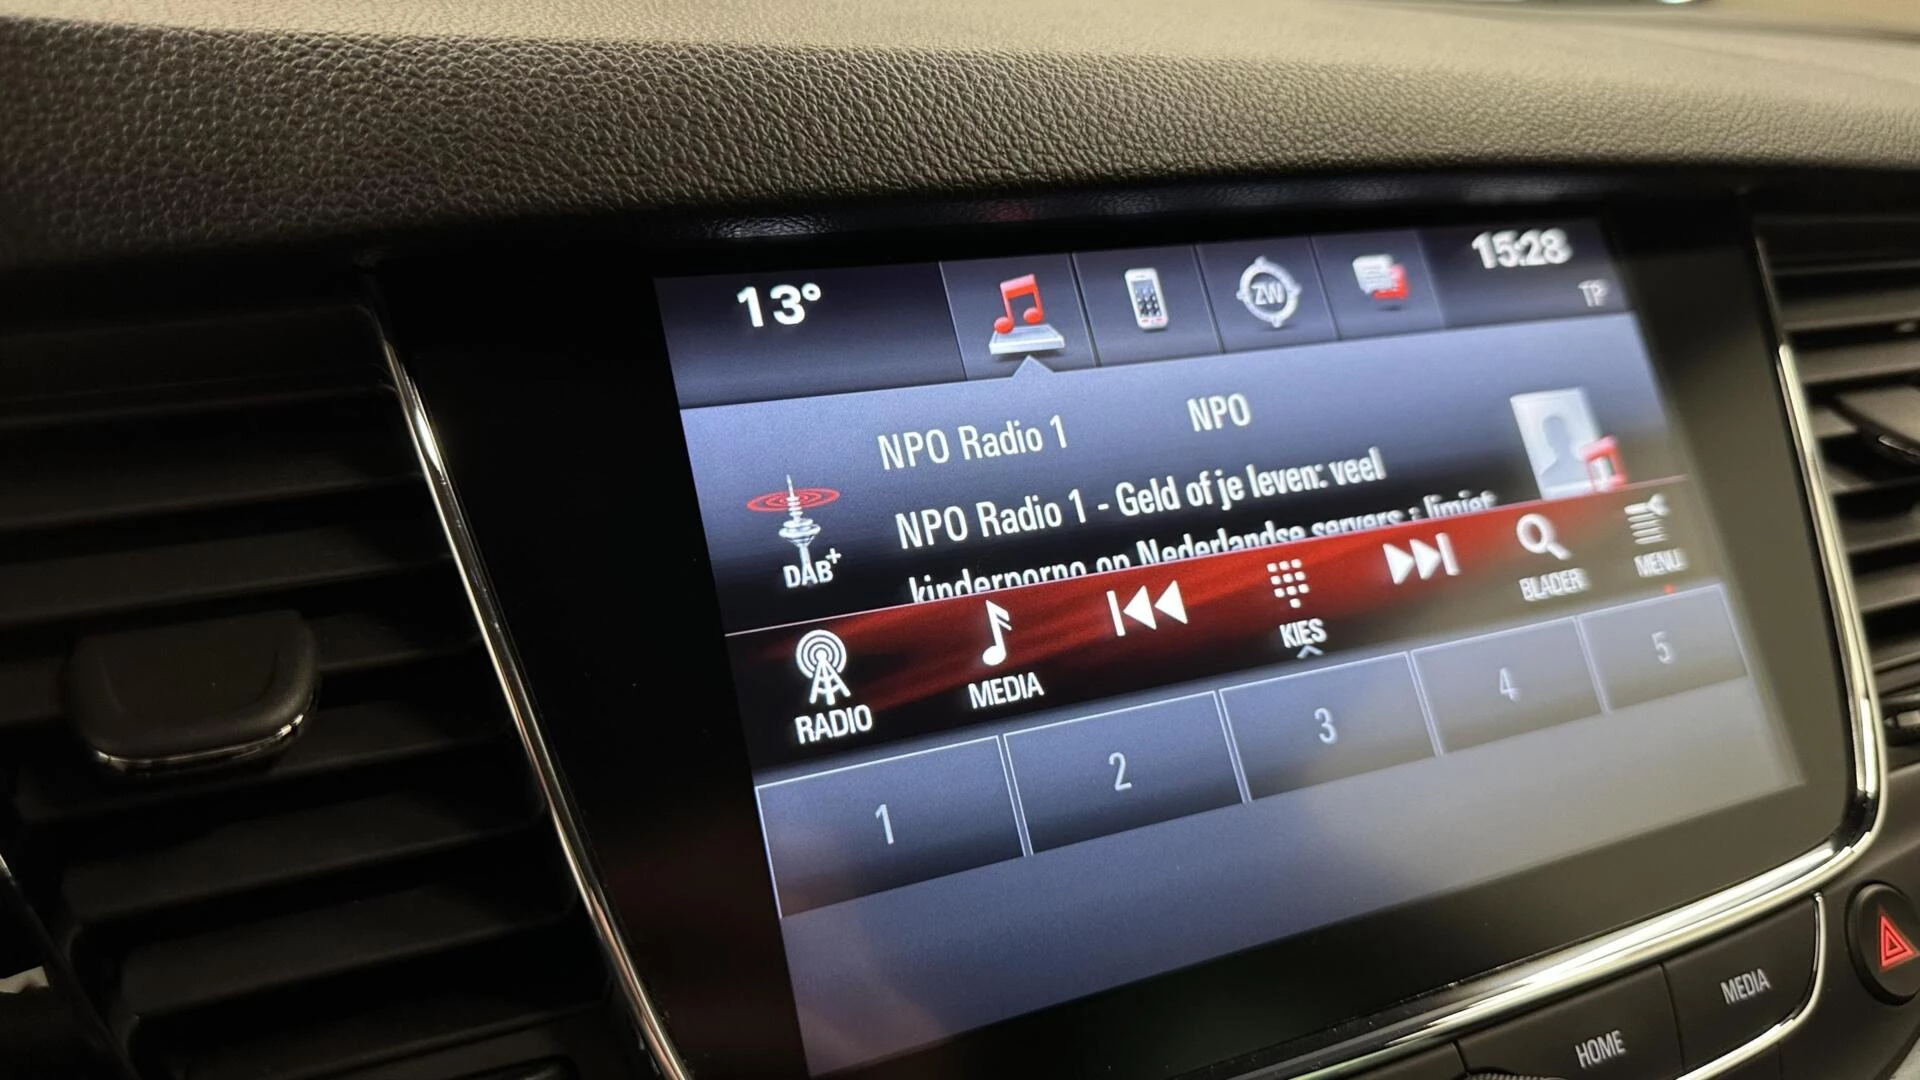 13°
ZW
15:28
TP
NPO Radio 1
NPO
NPO Radio 1 - Geld of je leven: veel
kinderporno op Nederlandse servers ; limiet
DAB+
RADIO
MEDIA
KIES
BLADER
MENU
1
2
3
4
5
HOME
MEDIA